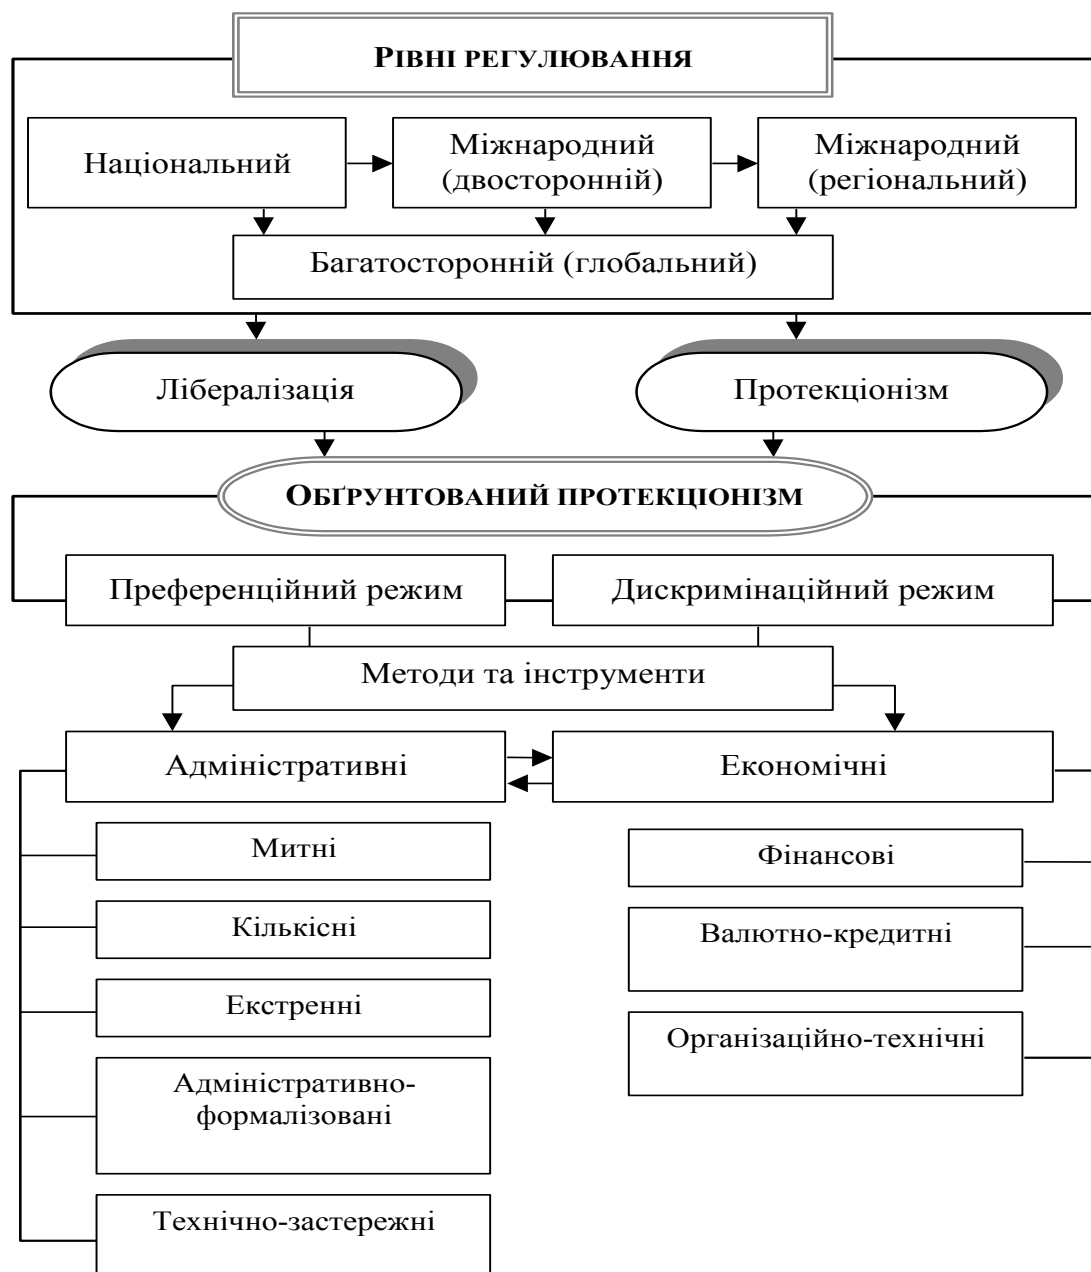 РІВНІ РЕГУЛЮВАННЯ
Національний
Міжнародний
(двосторонній)
Міжнародний
(регіональний)
Багатосторонній (глобальний)
Лібералізація
Протекціонізм
ОБҐРУНТОВАНИЙ ПРОТЕКЦІОНІЗМ
Преференційний режим
Дискримінаційний режим
Методи та інструменти
Адміністративні
Економічні
Митні
Кількісні
Екстренні
Адміністративно-
формалізовані
Технічно-застережні
Фінансові
Валютно-кредитні
Організаційно-технічні